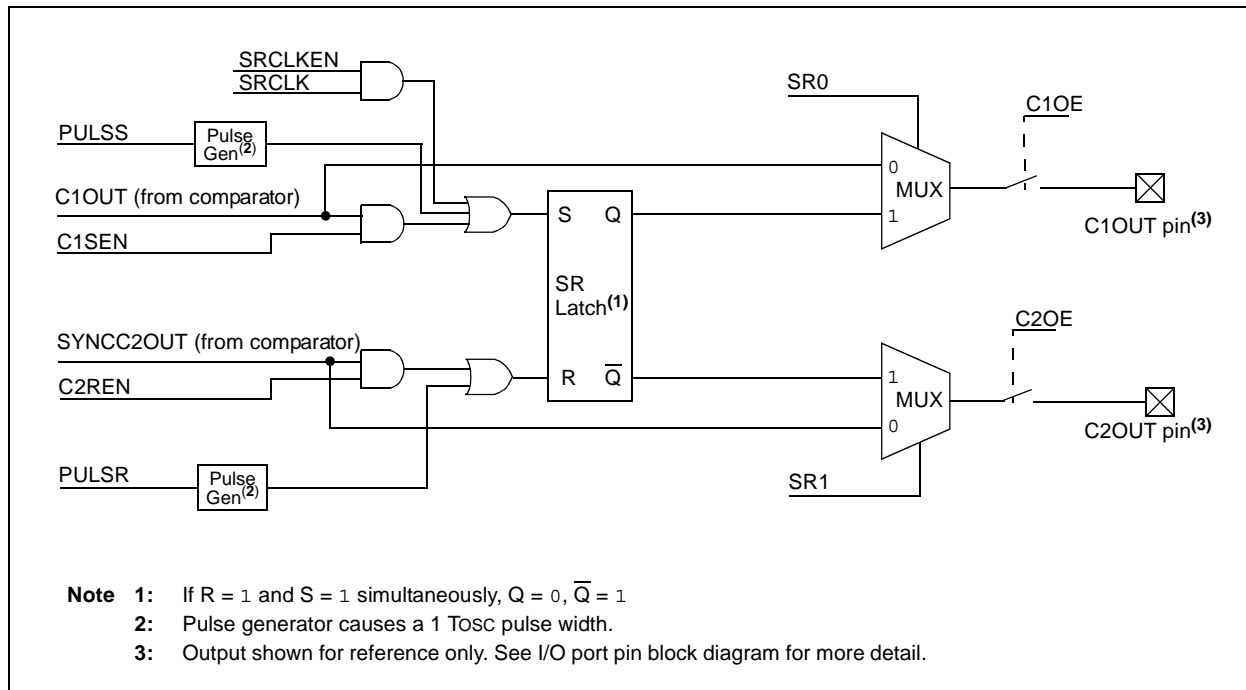 SRCLKEN
SRCLK
SR0
C1OE
PULSS
Pulse
Gen(2)
0
MUX
C1OUT (from comparator)
S Q
1
C1OUT pin(3)
C1SEN
SR
Latch(1)
SYNCC2OUT (from comparator)
C2OE
C2REN
R Q̅
1
MUX
0
C2OUT pin(3)
PULSR
Pulse
Gen(2)
SR1
Note 1: If R = 1 and S = 1 simultaneously, Q = 0, Q̅ = 1
2: Pulse generator causes a 1 TOSC pulse width.
3: Output shown for reference only. See I/O port pin block diagram for more detail.